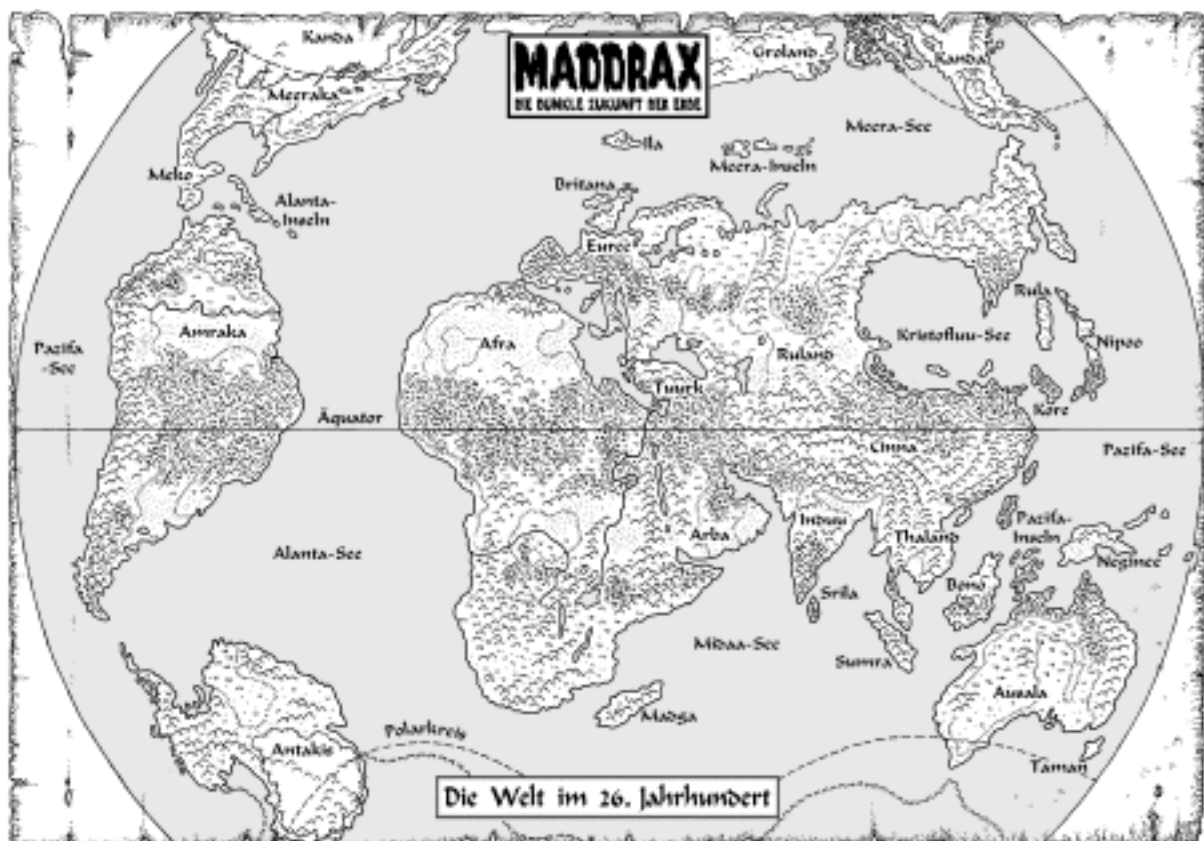 Kanda
MADDRAX
DIE DUNKLE ZUKUNFT DER ERDE
Groland
Kanda
Meeraka
Meera-See
Ila
Meera-Inseln
Meko
Britana
Alanta-
Inseln
Euree
Rula
Amraka
Kristofluu-See
Pazifa
-See
Afra
Ruland
Nipoo
Tuurk
Kore
Äquator
Cinna
Pazifa-See
Alanta-See
Arba
Induu
Thaland
Pazifa-
Inseln
Neginee
Srila
Bono
Midaa-See
Sumra
Ausala
Madga
Polarkreis
Antakis
Taman
Die Welt im 26. Jahrhundert